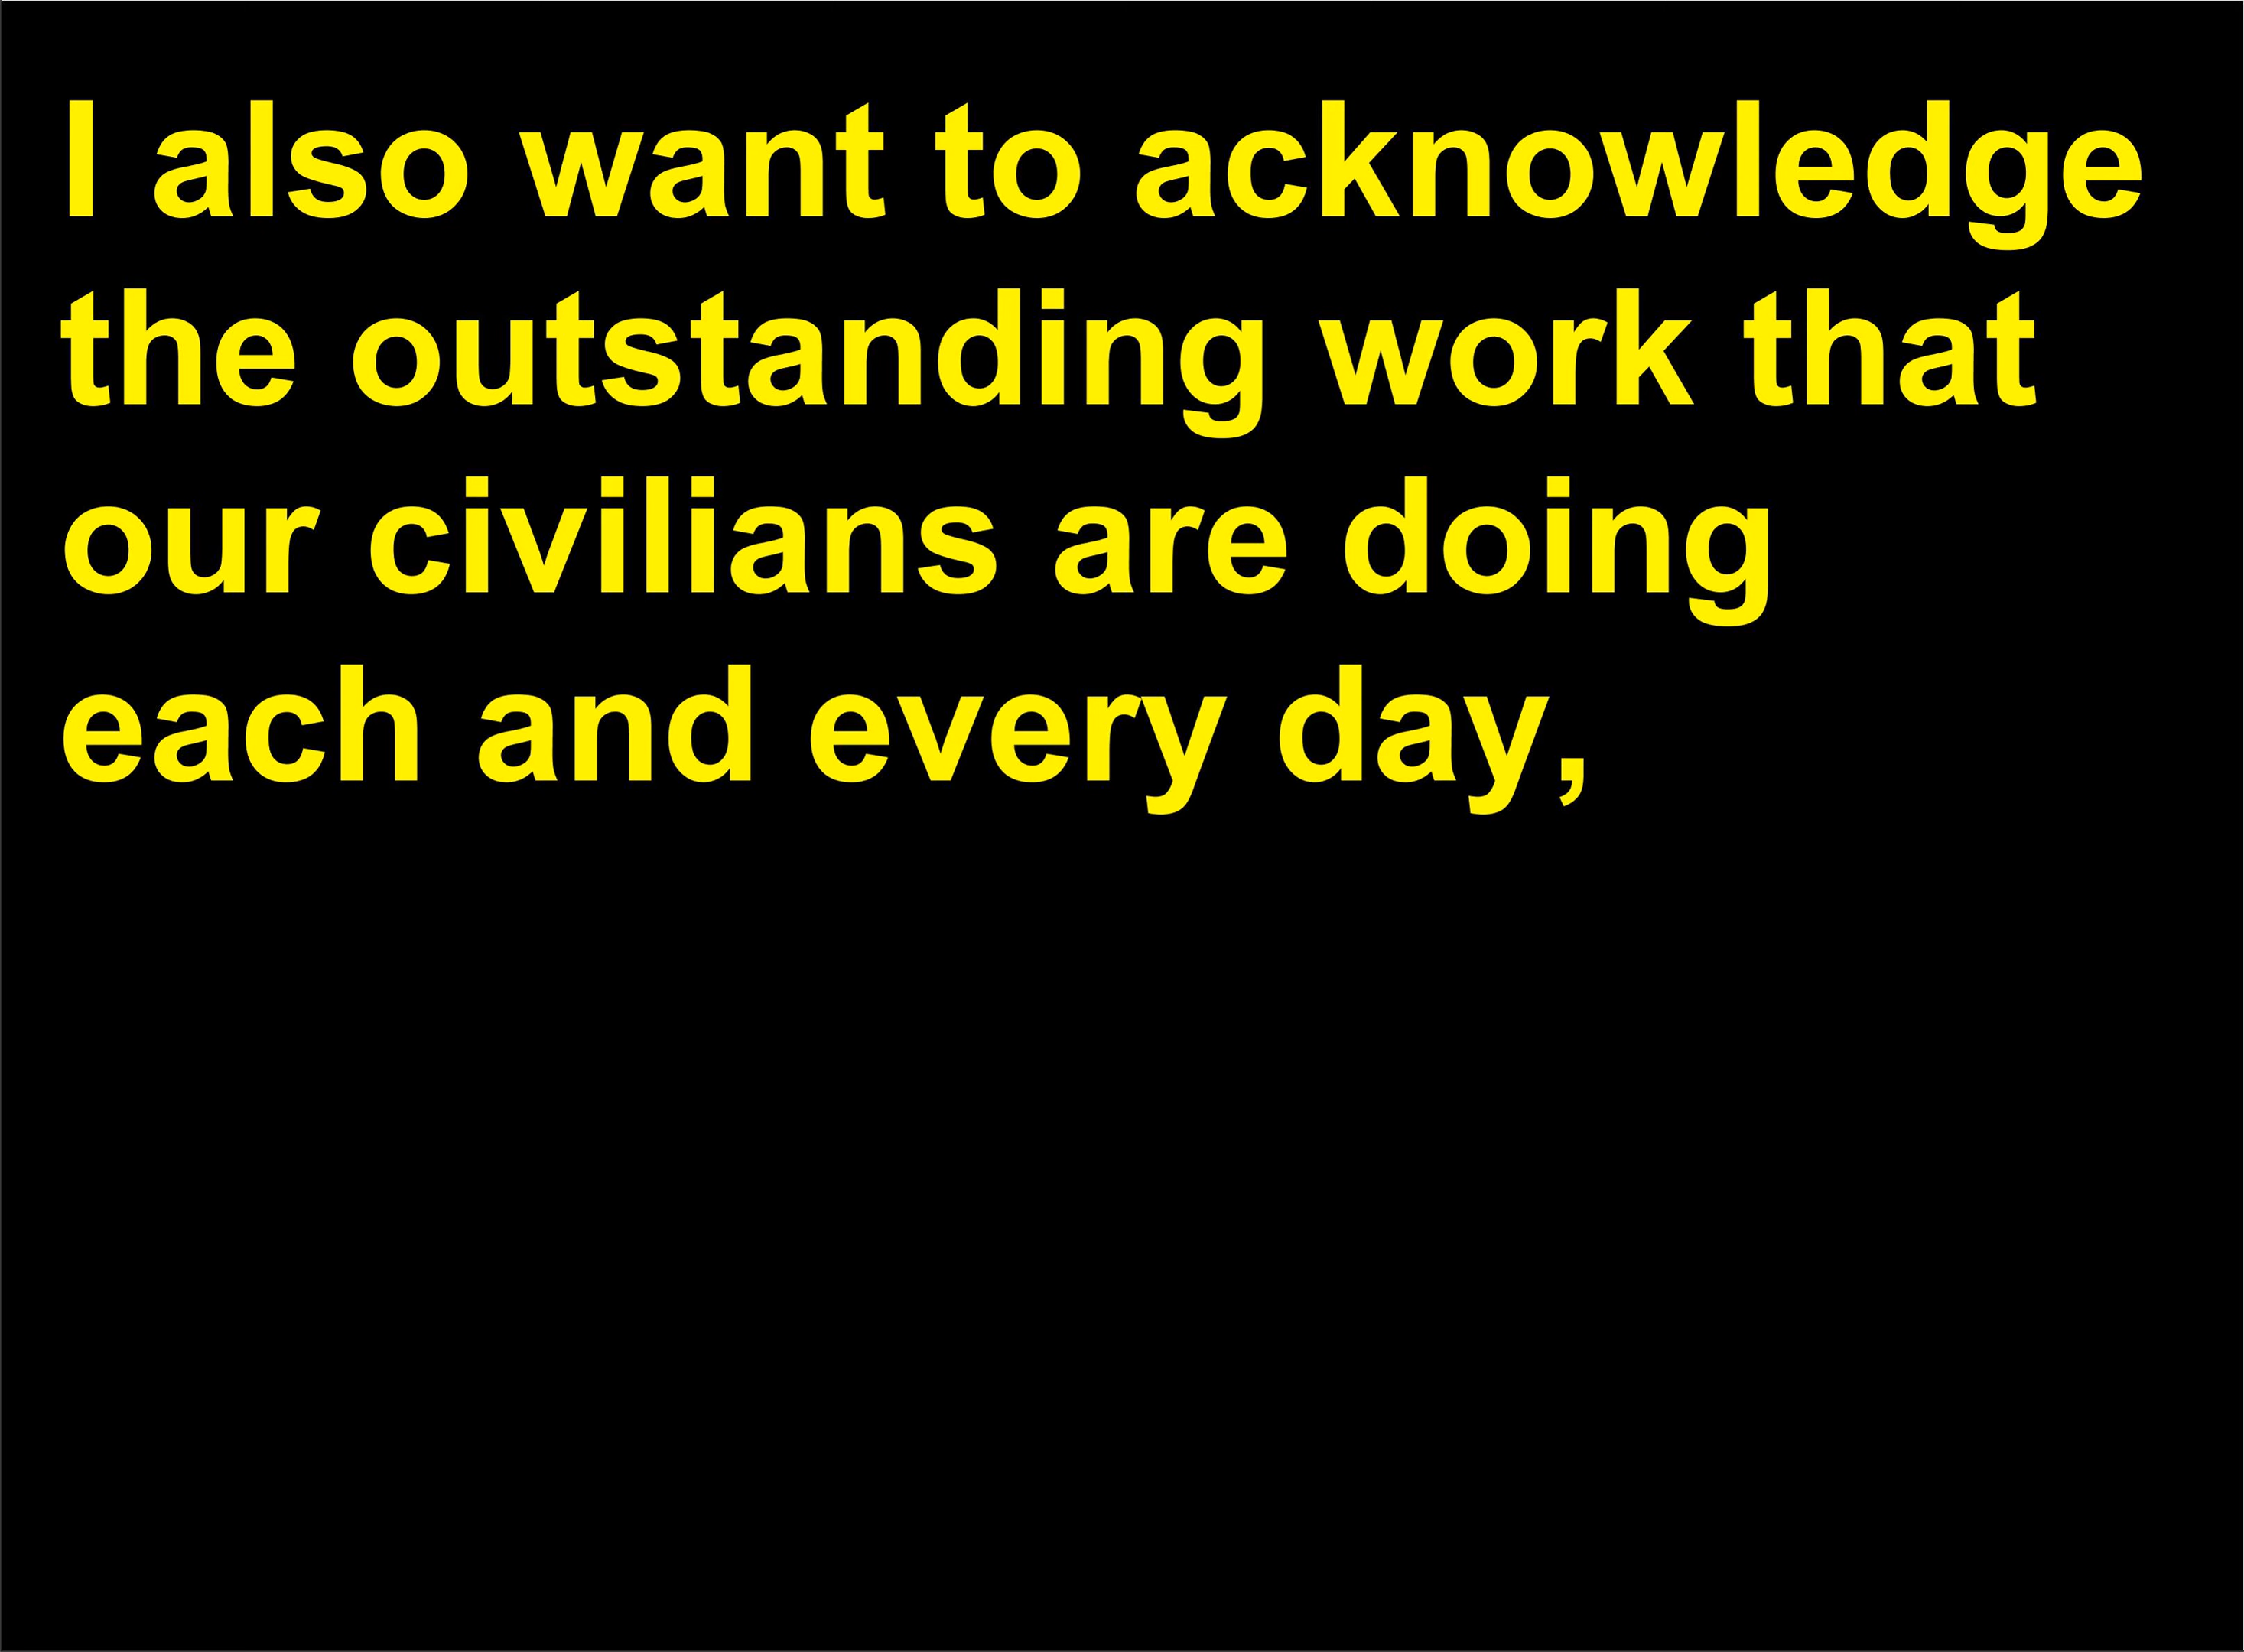 I also want to acknowledge
the outstanding work that
our civilians are doing
each and every day,